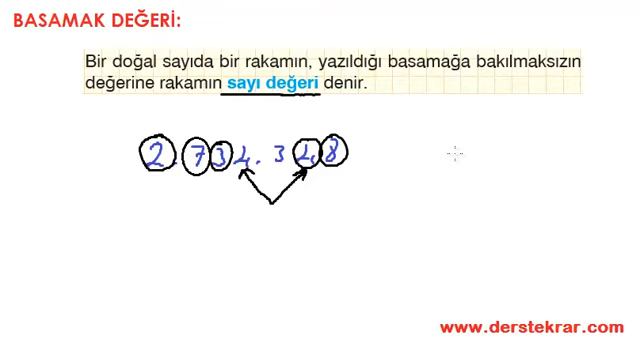 BASAMAK DEĞERİ:
Bir doğal sayıda bir rakamın, yazıldığı basamağa bakılmaksızın
değerine rakamın sayı değeri denir.
2.734.348
www.derstekrar.com